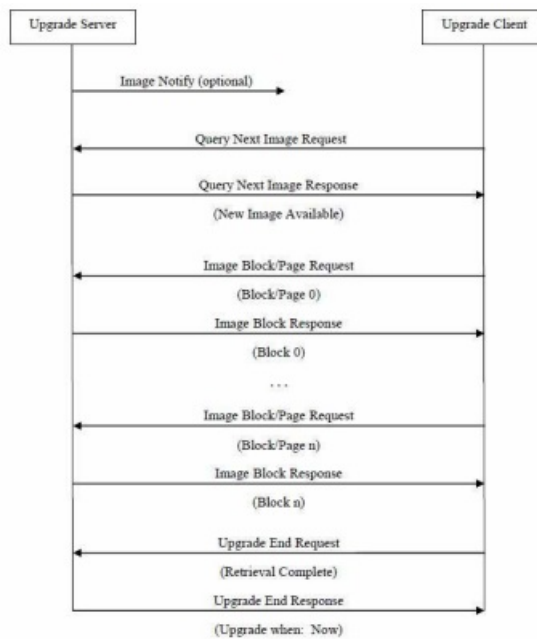 Upgrade Server
Upgrade Client
Image Notify (optional)
Query Next Image Request
Query Next Image Response
(New Image Available)
Image Block/Page Request
(Block/Page 0)
Image Block Response
(Block 0)
. . .
Image Block/Page Request
(Block/Page n)
Image Block Response
(Block n)
Upgrade End Request
(Retrieval Complete)
Upgrade End Response
(Upgrade when: Now)